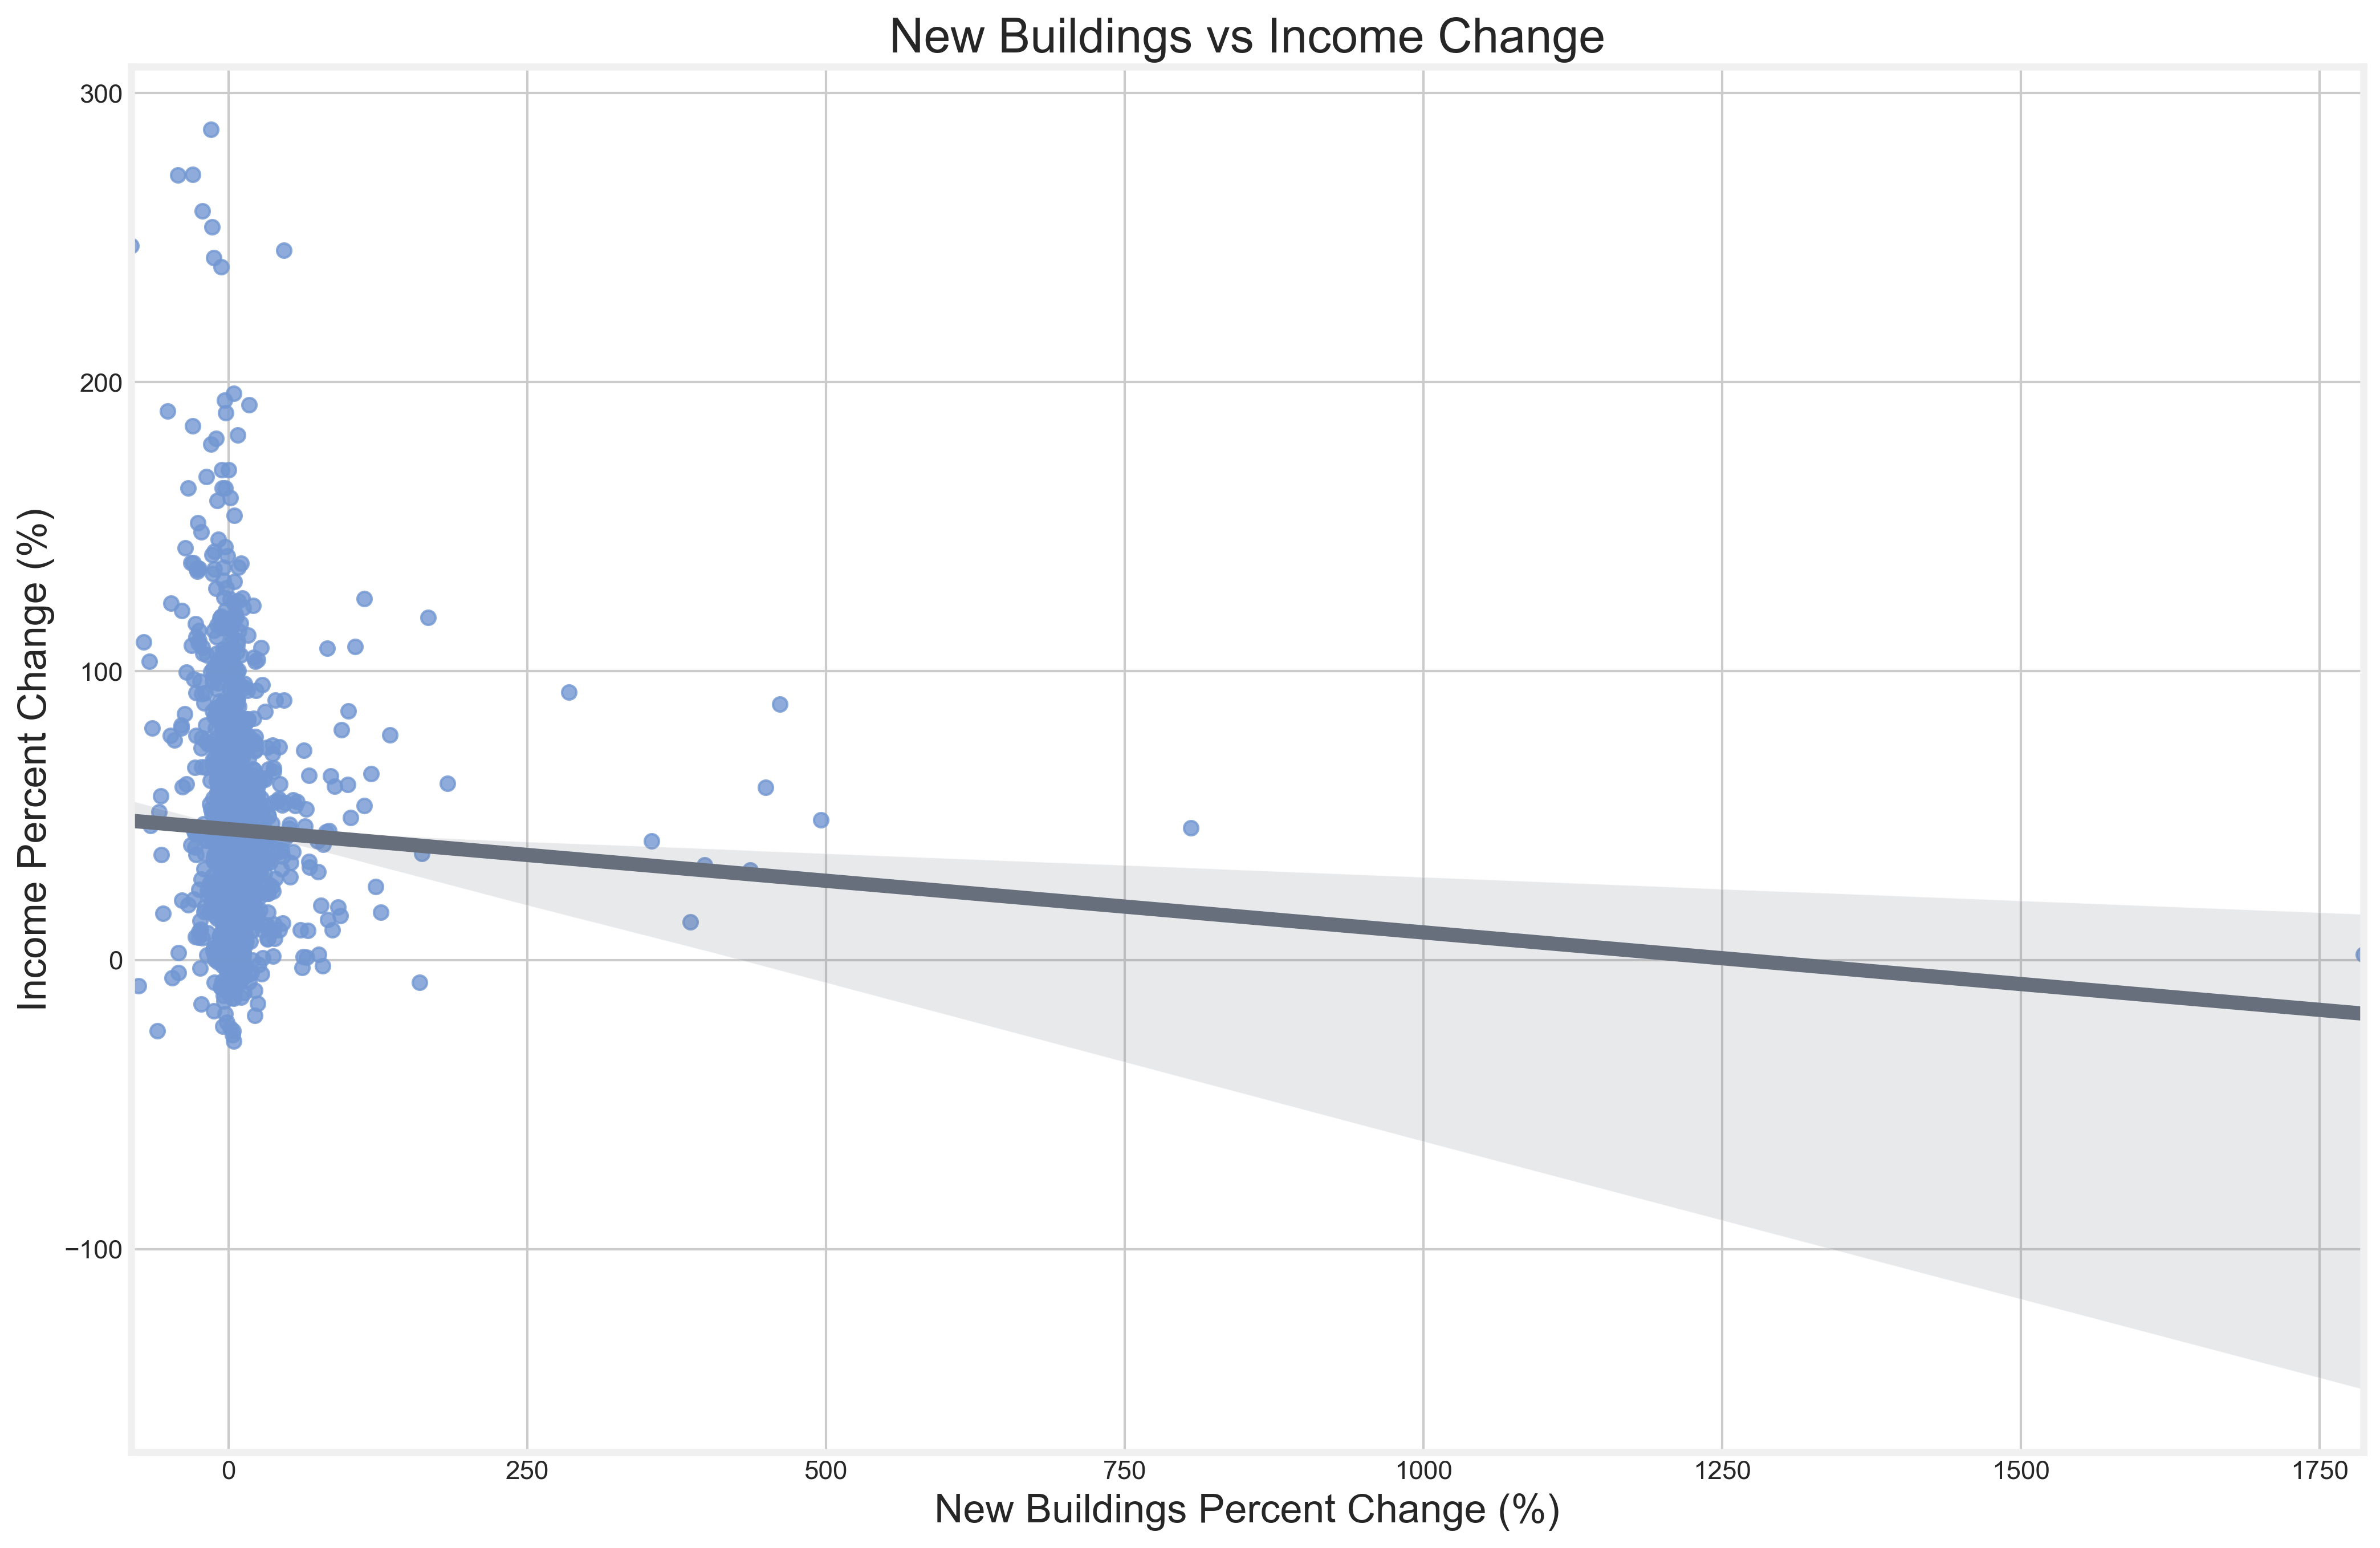 New Buildings vs Income Change
300
200
100
0
−100
Income Percent Change (%)
0 250 500 750 1000 1250 1500 1750
New Buildings Percent Change (%)